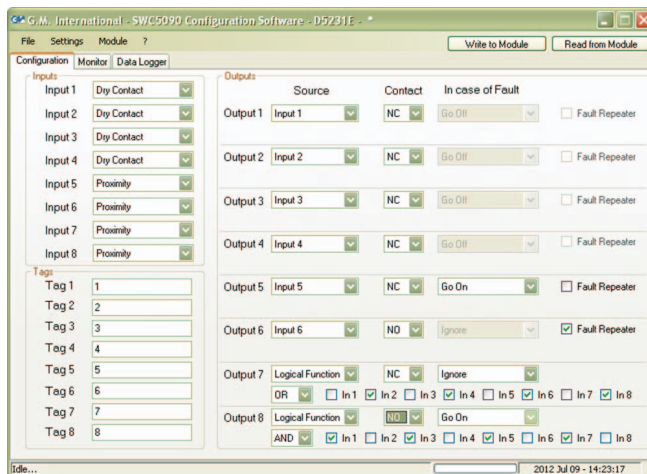 G.M. International - SWC5090 Configuration Software - D5231E - *
File Settings Module ? Write to Module Read from Module
Configuration Monitor Data Logger
Inputs
Input 1 Dry Contact
Input 2 Dry Contact
Input 3 Dry Contact
Input 4 Dry Contact
Input 5 Proximity
Input 6 Proximity
Input 7 Proximity
Input 8 Proximity
Tags
Tag 1 1
Tag 2 2
Tag 3 3
Tag 4 4
Tag 5 5
Tag 6 6
Tag 7 7
Tag 8 8
Outputs
Source Contact In case of Fault
Output 1 Input 1 NC Go Off Fault Repeater
Output 2 Input 2 NC Go Off Fault Repeater
Output 3 Input 3 NC Go Off Fault Repeater
Output 4 Input 4 NC Go Off Fault Repeater
Output 5 Input 5 NC Go On Fault Repeater
Output 6 Input 6 NO Ignore Fault Repeater
Output 7 Logical Function NC Ignore
OR In 1 In 2 In 3 In 4 In 5 In 6 In 7 In 8
Output 8 Logical Function NO Go On
AND In 1 In 2 In 3 In 4 In 5 In 6 In 7 In 8
Idle... 2012 Jul 09 - 14:23:17